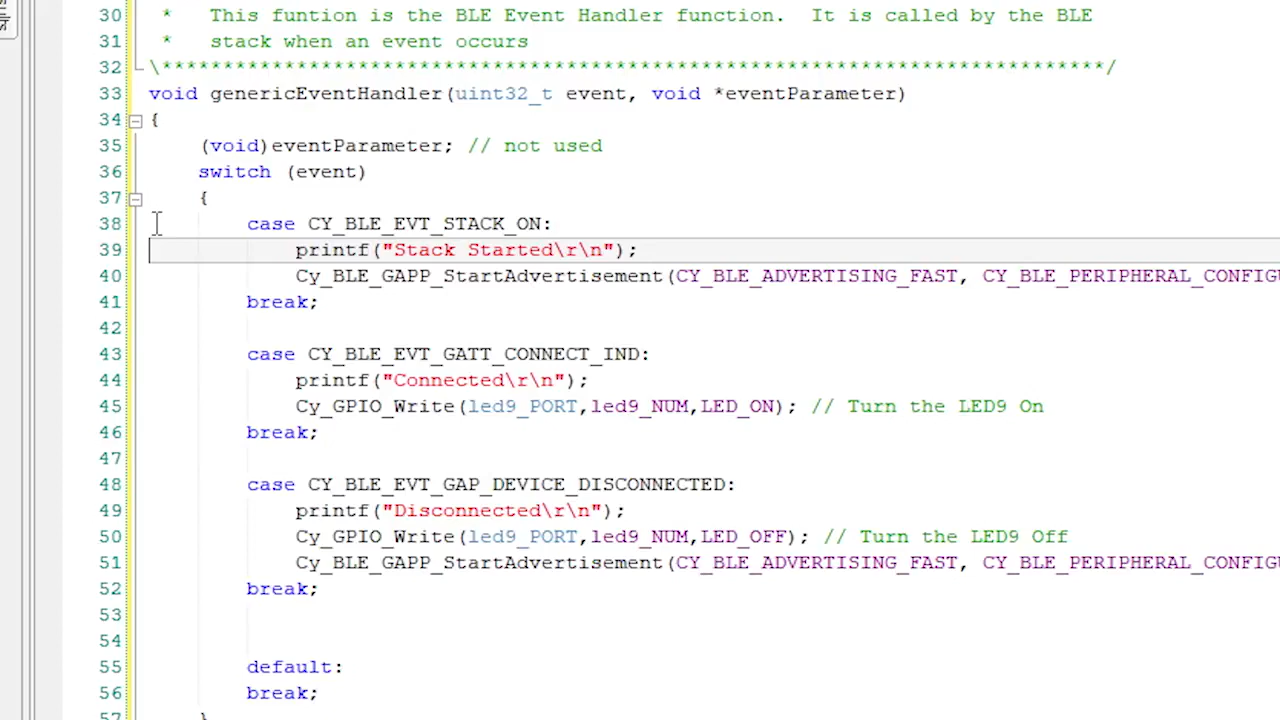 30 *   This funtion is the BLE Event Handler function.  It is called by the BLE
31 *   stack when an event occurs
32 \*****************************************************************************/
33 void genericEventHandler(uint32_t event, void *eventParameter)
34 {
35     (void)eventParameter; // not used
36     switch (event)
37     {
38         case CY_BLE_EVT_STACK_ON:
39             printf("Stack Started\r\n");
40             Cy_BLE_GAPP_StartAdvertisement(CY_BLE_ADVERTISING_FAST, CY_BLE_PERIPHERAL_CONFIGU
41         break;
42
43         case CY_BLE_EVT_GATT_CONNECT_IND:
44             printf("Connected\r\n");
45             Cy_GPIO_Write(led9_PORT,led9_NUM,LED_ON); // Turn the LED9 On
46         break;
47
48         case CY_BLE_EVT_GAP_DEVICE_DISCONNECTED:
49             printf("Disconnected\r\n");
50             Cy_GPIO_Write(led9_PORT,led9_NUM,LED_OFF); // Turn the LED9 Off
51             Cy_BLE_GAPP_StartAdvertisement(CY_BLE_ADVERTISING_FAST, CY_BLE_PERIPHERAL_CONFIGU
52         break;
53
54
55         default:
56         break;
57     }